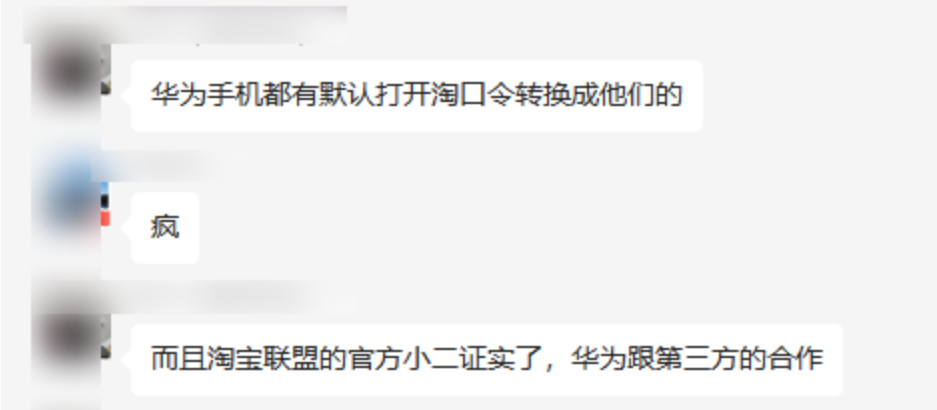 华为手机都有默认打开淘口令转换成他们的
疯
而且淘宝联盟的官方小二证实了，华为跟第三方的合作